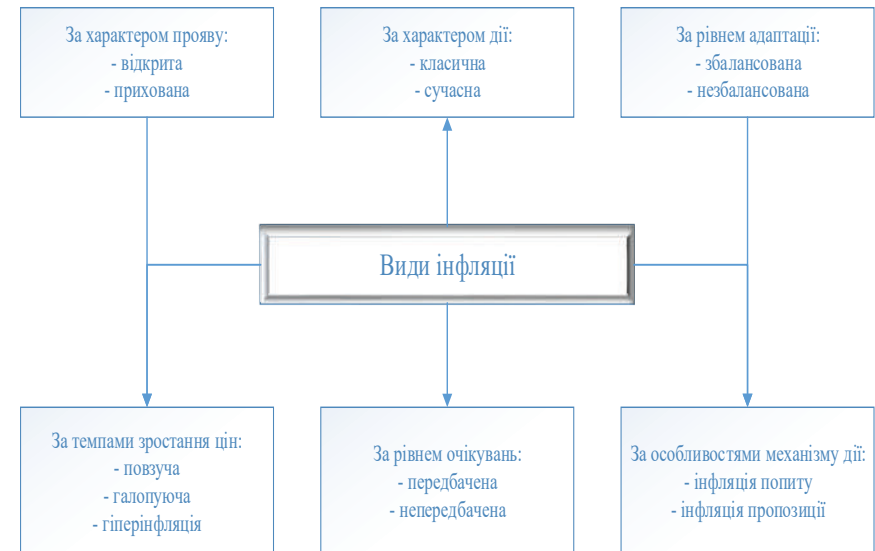 За характером прояву:
- відкрита
- прихована
За характером дії:
- класична
- сучасна
За рівнем адаптації:
- збалансована
- незбалансована
Види інфляції
За темпами зростання цін:
- повзуча
- галопуюча
- гіперінфляція
За рівнем очікувань:
- передбачена
- непередбачена
За особливостями механізму дії:
- інфляція попиту
- інфляція пропозиції